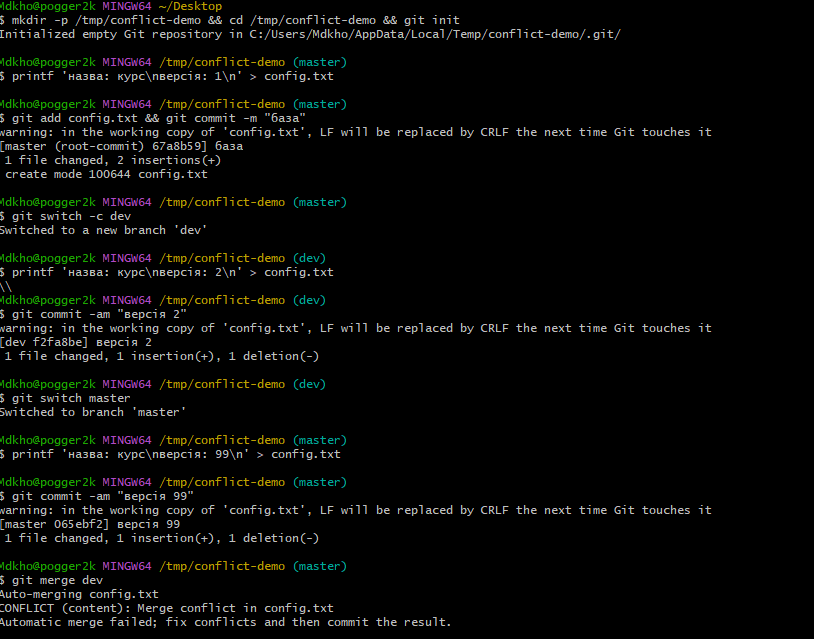 Mdkho@pogger2k MINGW64 ~/Desktop
$ mkdir -p /tmp/conflict-demo && cd /tmp/conflict-demo && git init
Initialized empty Git repository in C:/Users/Mdkho/AppData/Local/Temp/conflict-demo/.git/
Mdkho@pogger2k MINGW64 /tmp/conflict-demo (master)
$ printf 'назва: курс\nверсія: 1\n' > config.txt
Mdkho@pogger2k MINGW64 /tmp/conflict-demo (master)
$ git add config.txt && git commit -m "база"
warning: in the working copy of 'config.txt', LF will be replaced by CRLF the next time Git touches it
[master (root-commit) 67a8b59] база
 1 file changed, 2 insertions(+)
 create mode 100644 config.txt
Mdkho@pogger2k MINGW64 /tmp/conflict-demo (master)
$ git switch -c dev
Switched to a new branch 'dev'
Mdkho@pogger2k MINGW64 /tmp/conflict-demo (dev)
$ printf 'назва: курс\nверсія: 2\n' > config.txt
\\
Mdkho@pogger2k MINGW64 /tmp/conflict-demo (dev)
$ git commit -am "версія 2"
warning: in the working copy of 'config.txt', LF will be replaced by CRLF the next time Git touches it
[dev f2fa8be] версія 2
 1 file changed, 1 insertion(+), 1 deletion(-)
Mdkho@pogger2k MINGW64 /tmp/conflict-demo (dev)
$ git switch master
Switched to branch 'master'
Mdkho@pogger2k MINGW64 /tmp/conflict-demo (master)
$ printf 'назва: курс\nверсія: 99\n' > config.txt
Mdkho@pogger2k MINGW64 /tmp/conflict-demo (master)
$ git commit -am "версія 99"
warning: in the working copy of 'config.txt', LF will be replaced by CRLF the next time Git touches it
[master 065ebf2] версія 99
 1 file changed, 1 insertion(+), 1 deletion(-)
Mdkho@pogger2k MINGW64 /tmp/conflict-demo (master)
$ git merge dev
Auto-merging config.txt
CONFLICT (content): Merge conflict in config.txt
Automatic merge failed; fix conflicts and then commit the result.